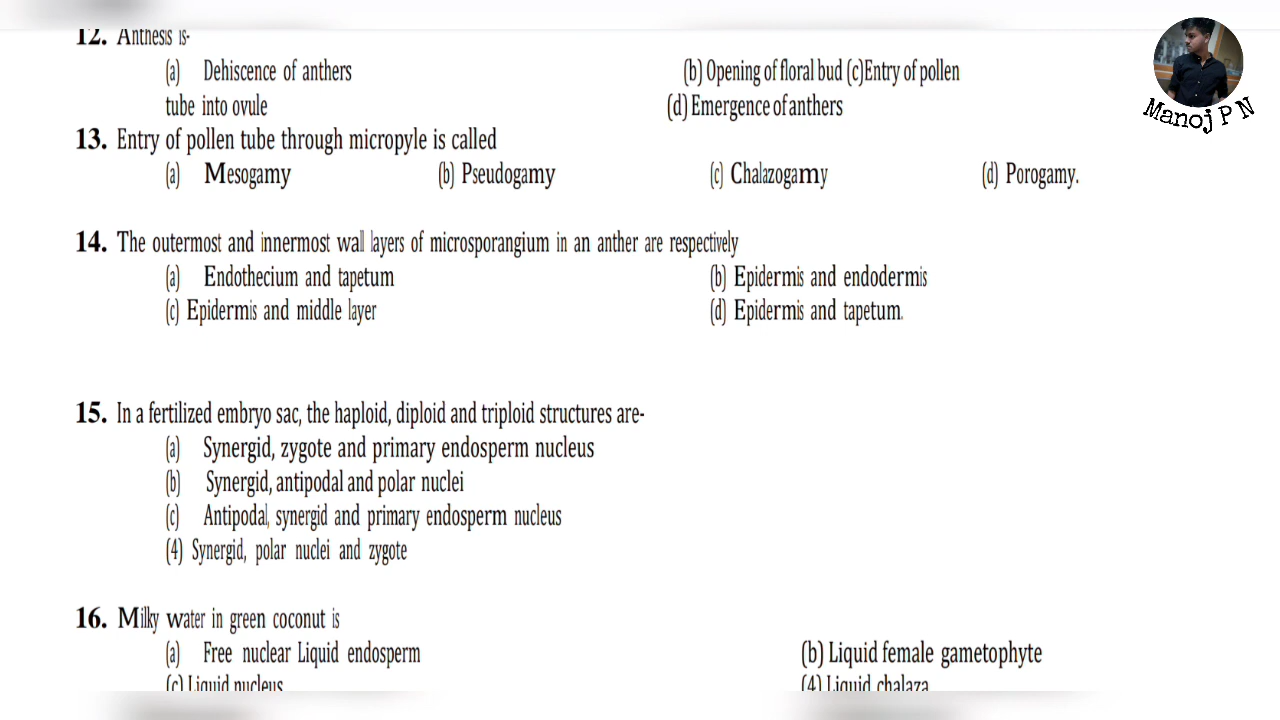 12. Anthesis is-
(a) Dehiscence of anthers (b) Opening of floral bud (c)Entry of pollen
tube into ovule (d) Emergence of anthers
13. Entry of pollen tube through micropyle is called
(a) Mesogamy (b) Pseudogamy (c) Chalazogamy (d) Porogamy.
14. The outermost and innermost wall layers of microsporangium in an anther are respectively
(a) Endothecium and tapetum (b) Epidermis and endodermis
(c) Epidermis and middle layer (d) Epidermis and tapetum.
15. In a fertilized embryo sac, the haploid, diploid and triploid structures are-
(a) Synergid, zygote and primary endosperm nucleus
(b) Synergid, antipodal and polar nuclei
(c) Antipodal, synergid and primary endosperm nucleus
(4) Synergid, polar nuclei and zygote
16. Milky water in green coconut is
(a) Free nuclear Liquid endosperm (b) Liquid female gametophyte
(c) Liquid nucleus (4) Liquid chalaza
Manoj P N